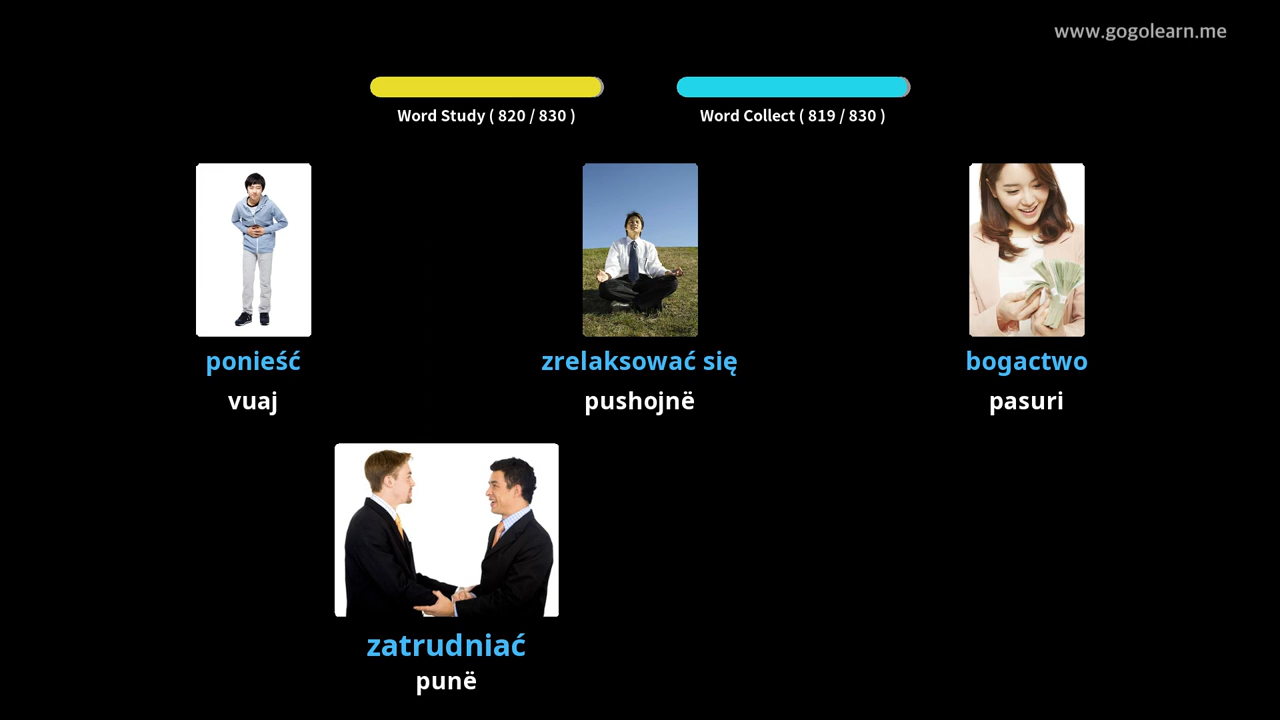 www.gogolearn.me
Word Study ( 820 / 830 )
Word Collect ( 819 / 830 )
ponieść
zrelaksować się
bogactwo
vuaj
pushojnë
pasuri
zatrudniać
punë